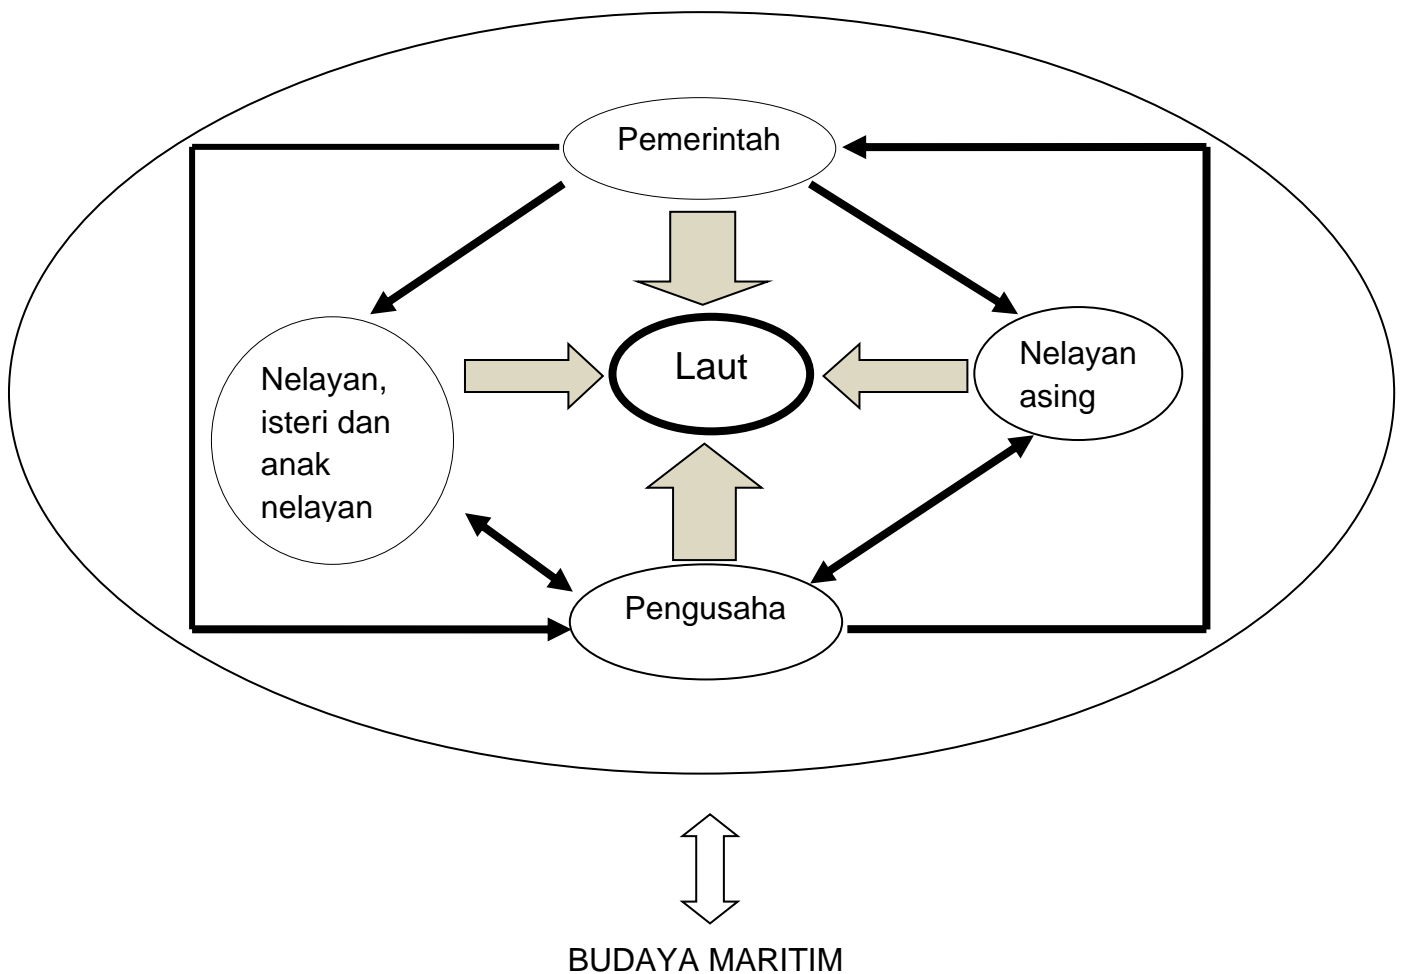 Pemerintah
Laut
Nelayan
asing
Nelayan,
isteri dan
anak
nelayan
Pengusaha
BUDAYA MARITIM